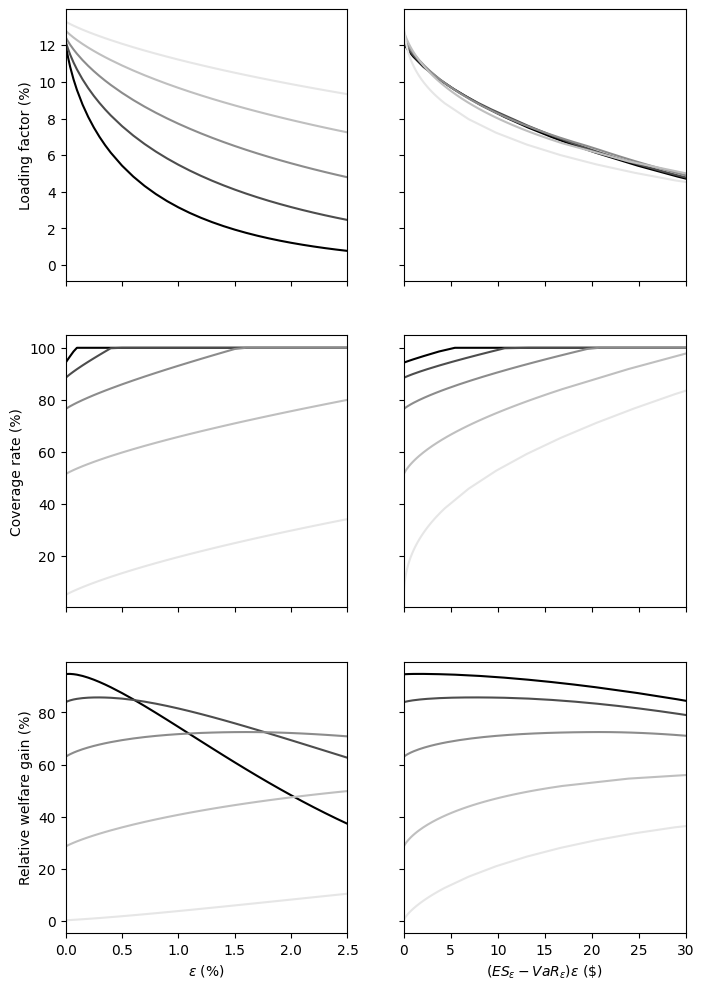 Loading factor (%)
12
10
8
6
4
2
0
Coverage rate (%)
100
80
60
40
20
Relative welfare gain (%)
80
60
40
20
0
0.0 0.5 1.0 1.5 2.0 2.5
ε (%)
0 5 10 15 20 25 30
(ES_ε − VaR_ε)ε ($)